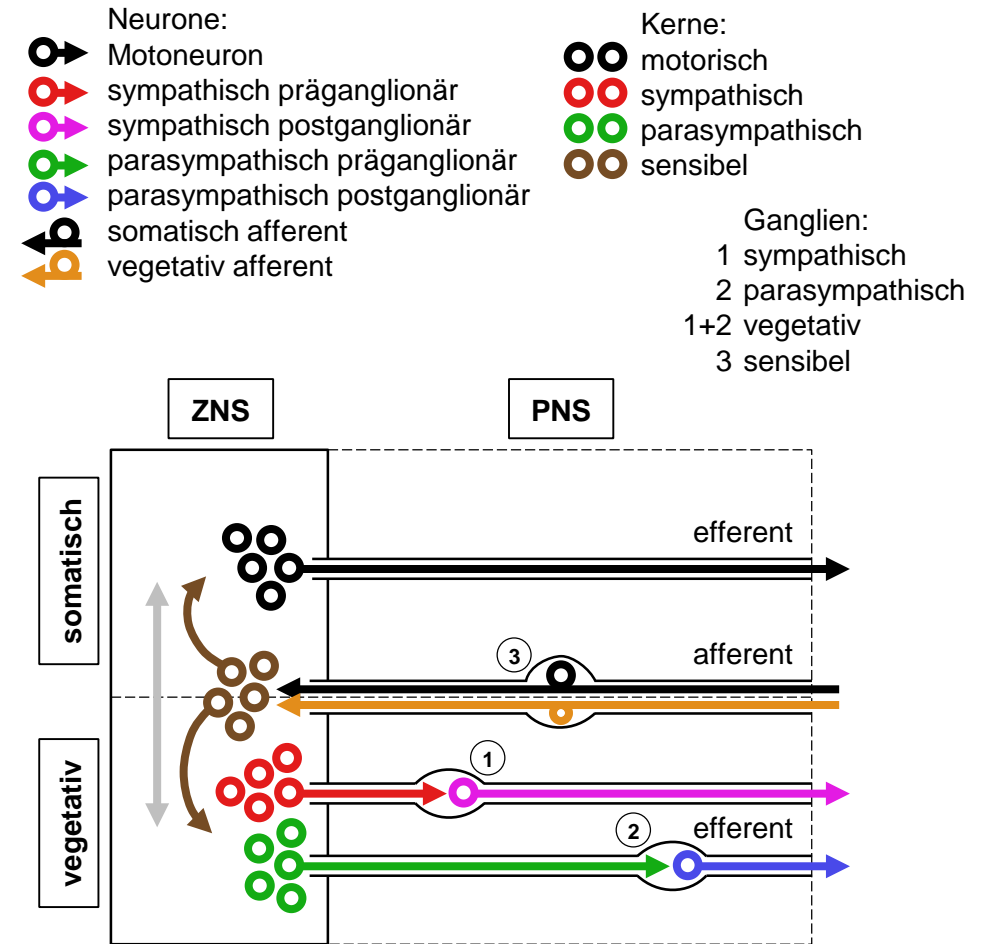 Neurone:
Motoneuron
sympathisch präganglionär
sympathisch postganglionär
parasympathisch präganglionär
parasympathisch postganglionär
somatisch afferent
vegetativ afferent
Kerne:
motorisch
sympathisch
parasympathisch
sensibel
Ganglien:
1 sympathisch
2 parasympathisch
1+2 vegetativ
3 sensibel
ZNS
PNS
somatisch
efferent
3
afferent
vegetativ
1
2
efferent